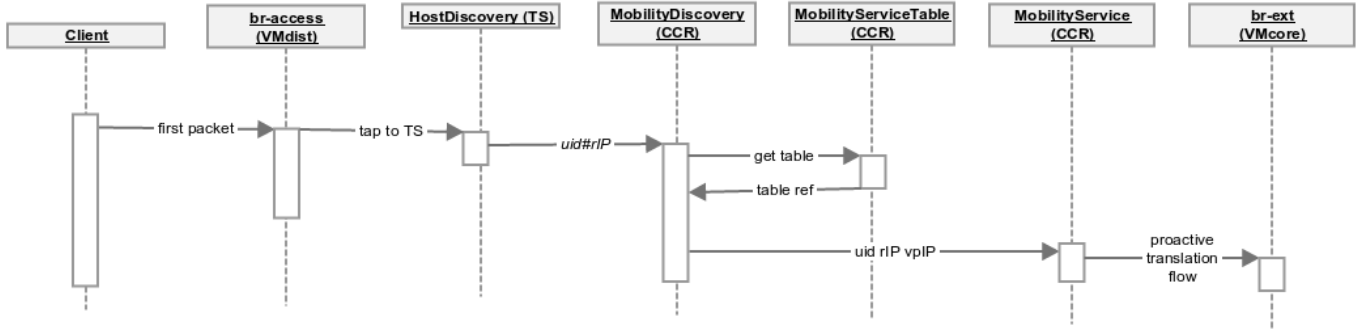 Client
br-access
(VMdist)
HostDiscovery (TS)
MobilityDiscovery
(CCR)
MobilityServiceTable
(CCR)
MobilityService
(CCR)
br-ext
(VMcore)
first packet
tap to TS
uid#rIP
get table
table ref
uid rIP vpIP
proactive
translation
flow